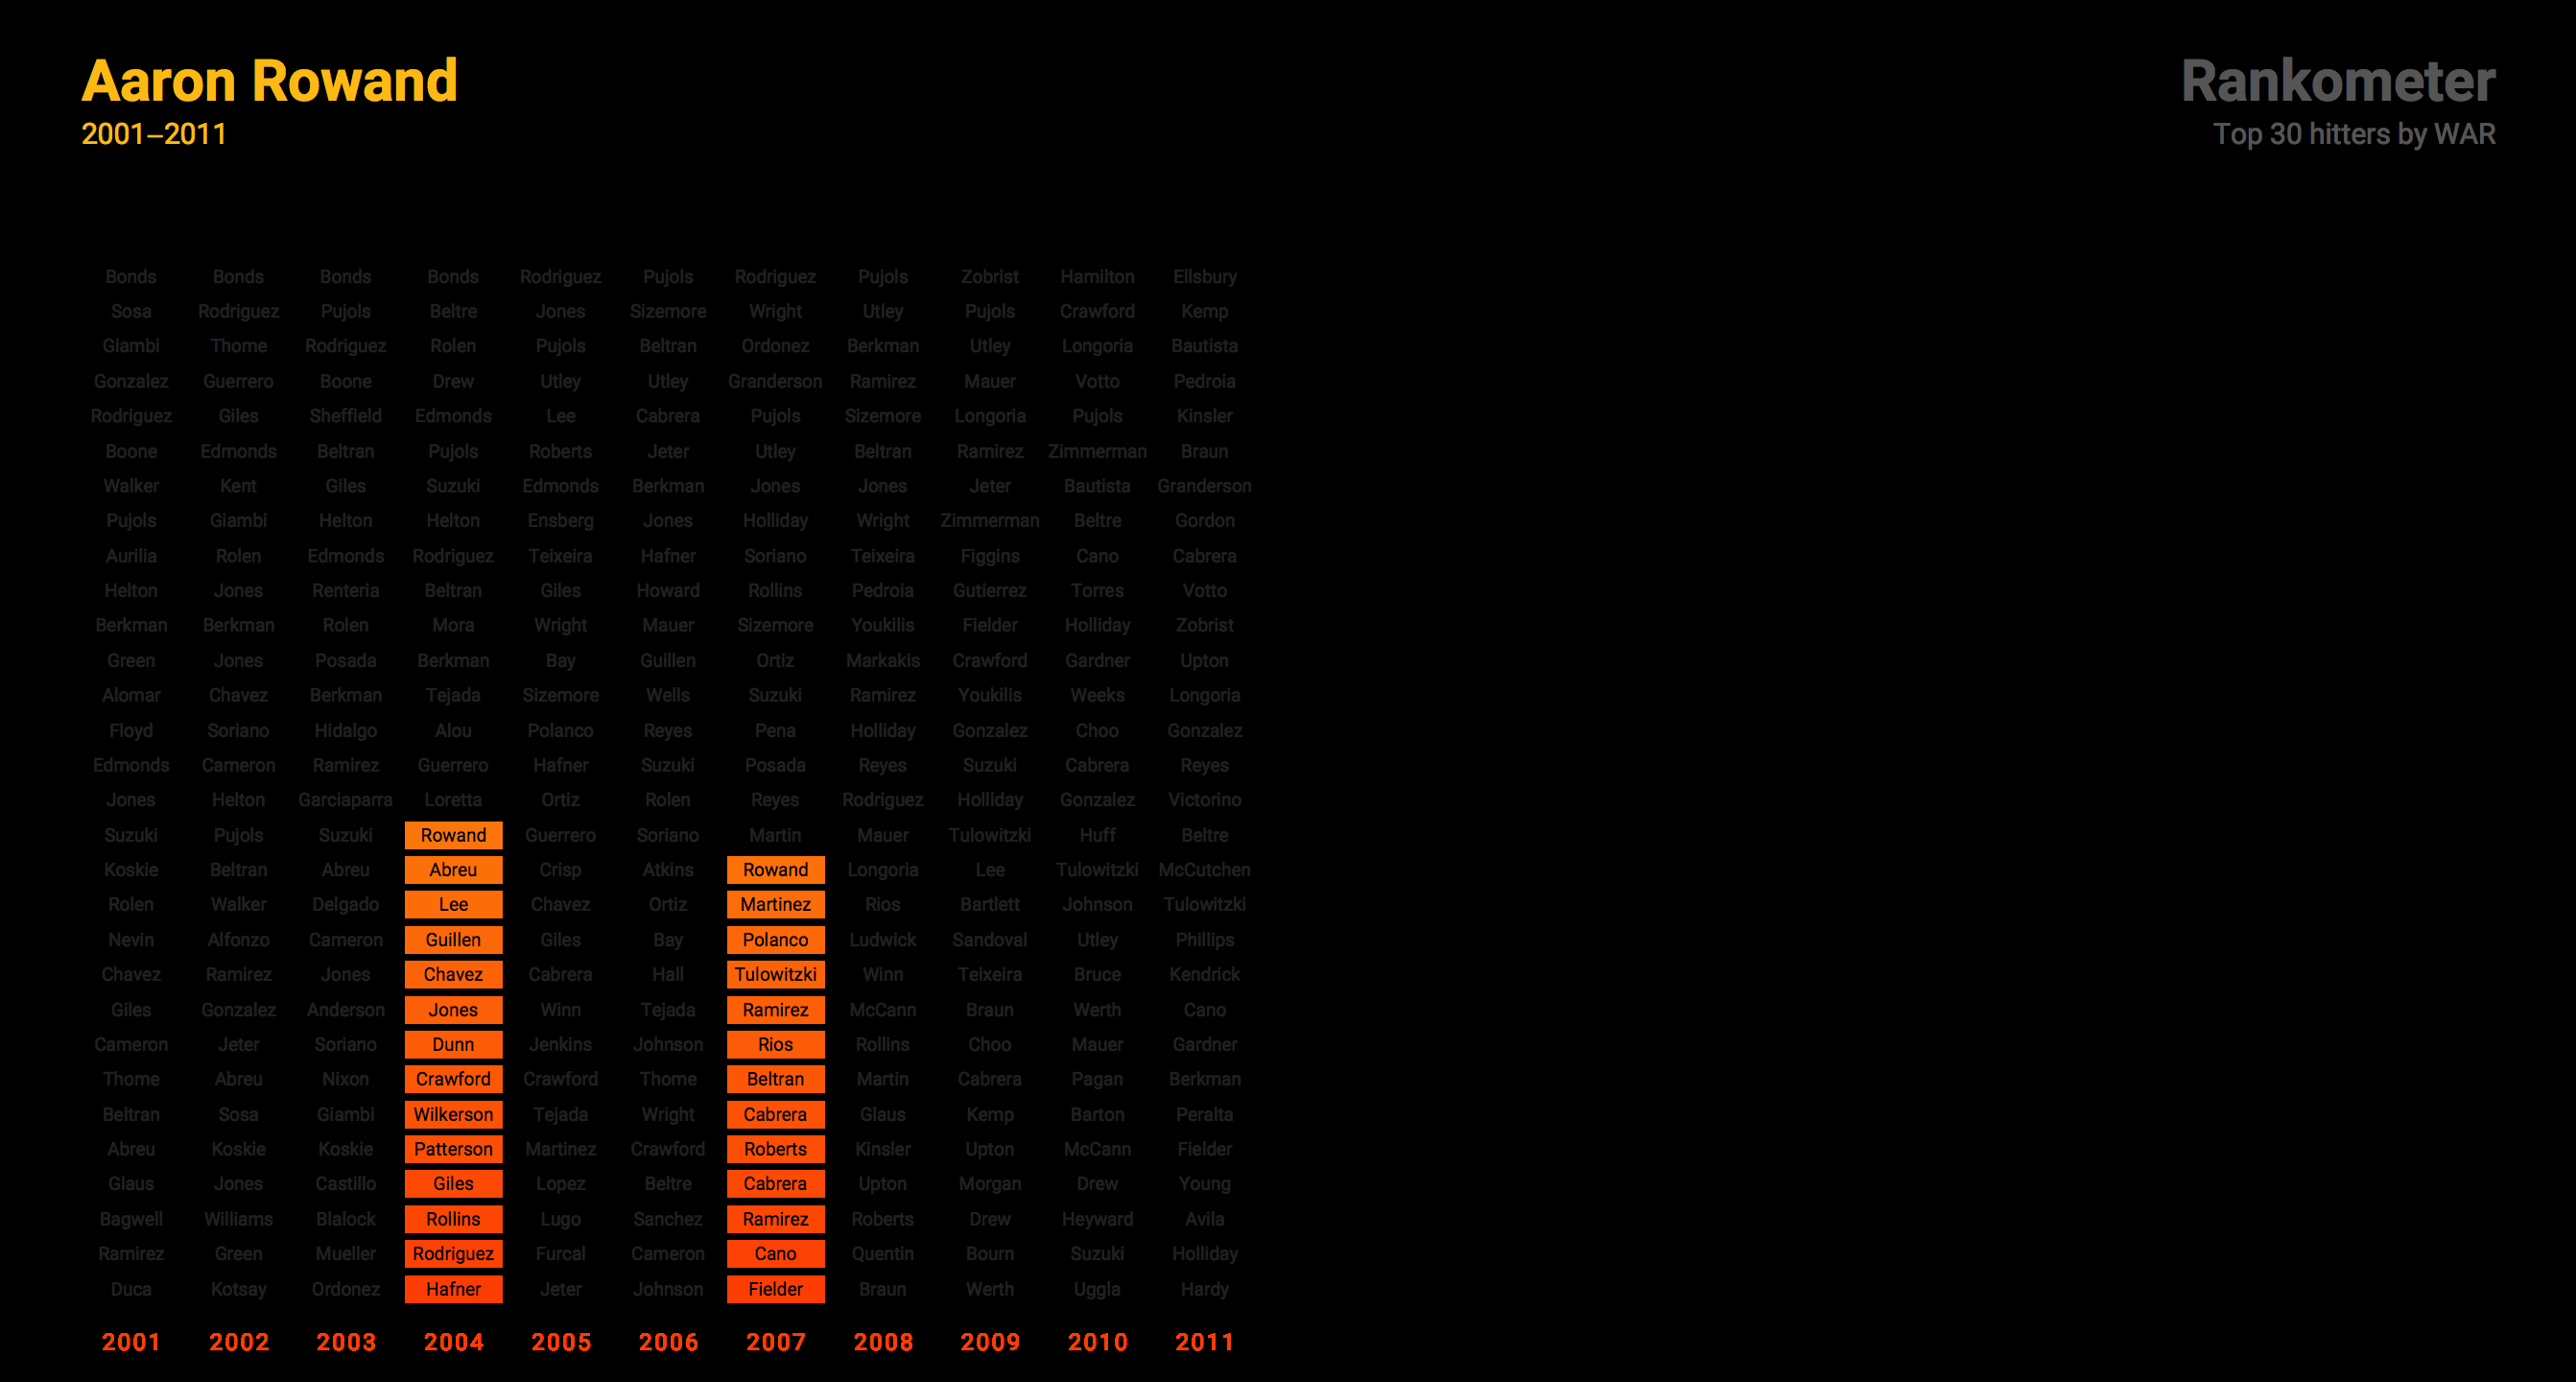 Aaron Rowand
2001–2011
Rankometer
Top 30 hitters by WAR
Bonds Bonds Bonds Bonds Rodriguez Pujols Rodriguez Pujols Zobrist Hamilton Ellsbury
Sosa Rodriguez Pujols Beltre Jones Sizemore Wright Utley Pujols Crawford Kemp
Giambi Thome Rodriguez Rolen Pujols Beltran Ordonez Berkman Utley Longoria Bautista
Gonzalez Guerrero Boone Drew Utley Utley Granderson Ramirez Mauer Votto Pedroia
Rodriguez Giles Sheffield Edmonds Lee Cabrera Pujols Sizemore Longoria Pujols Kinsler
Boone Edmonds Beltran Pujols Roberts Jeter Utley Beltran Ramirez Zimmerman Braun
Walker Kent Giles Suzuki Edmonds Berkman Jones Jones Jeter Bautista Granderson
Pujols Giambi Helton Helton Ensberg Jones Holliday Wright Zimmerman Beltre Gordon
Aurilia Rolen Edmonds Rodriguez Teixeira Hafner Soriano Teixeira Figgins Cano Cabrera
Helton Jones Renteria Beltran Giles Howard Rollins Pedroia Gutierrez Torres Votto
Berkman Berkman Rolen Mora Wright Mauer Sizemore Youkilis Fielder Holliday Zobrist
Green Jones Posada Berkman Bay Guillen Ortiz Markakis Crawford Gardner Upton
Alomar Chavez Berkman Tejada Sizemore Wells Suzuki Ramirez Youkilis Weeks Longoria
Floyd Soriano Hidalgo Alou Polanco Reyes Pena Holliday Gonzalez Choo Gonzalez
Edmonds Cameron Ramirez Guerrero Hafner Suzuki Posada Reyes Suzuki Cabrera Reyes
Jones Helton Garciaparra Loretta Ortiz Rolen Reyes Rodriguez Holliday Gonzalez Victorino
Suzuki Pujols Suzuki Rowand Guerrero Soriano Martin Mauer Tulowitzki Huff Beltre
Koskie Beltran Abreu Abreu Crisp Atkins Rowand Longoria Lee Tulowitzki McCutchen
Rolen Walker Delgado Lee Chavez Ortiz Martinez Rios Bartlett Johnson Tulowitzki
Nevin Alfonzo Cameron Guillen Giles Bay Polanco Ludwick Sandoval Utley Phillips
Chavez Ramirez Jones Chavez Cabrera Hall Tulowitzki Winn Teixeira Bruce Kendrick
Giles Gonzalez Anderson Jones Winn Tejada Ramirez McCann Braun Werth Cano
Cameron Jeter Soriano Dunn Jenkins Johnson Rios Rollins Choo Mauer Gardner
Thome Abreu Nixon Crawford Crawford Thome Beltran Martin Cabrera Pagan Berkman
Beltran Sosa Giambi Wilkerson Tejada Wright Cabrera Glaus Kemp Barton Peralta
Abreu Koskie Koskie Patterson Martinez Crawford Roberts Kinsler Upton McCann Fielder
Glaus Jones Castillo Giles Lopez Beltre Cabrera Upton Morgan Drew Young
Bagwell Williams Blalock Rollins Lugo Sanchez Ramirez Roberts Drew Heyward Avila
Ramirez Green Mueller Rodriguez Furcal Cameron Cano Quentin Bourn Suzuki Holliday
Duca Kotsay Ordonez Hafner Jeter Johnson Fielder Braun Werth Uggla Hardy
2001 2002 2003 2004 2005 2006 2007 2008 2009 2010 2011